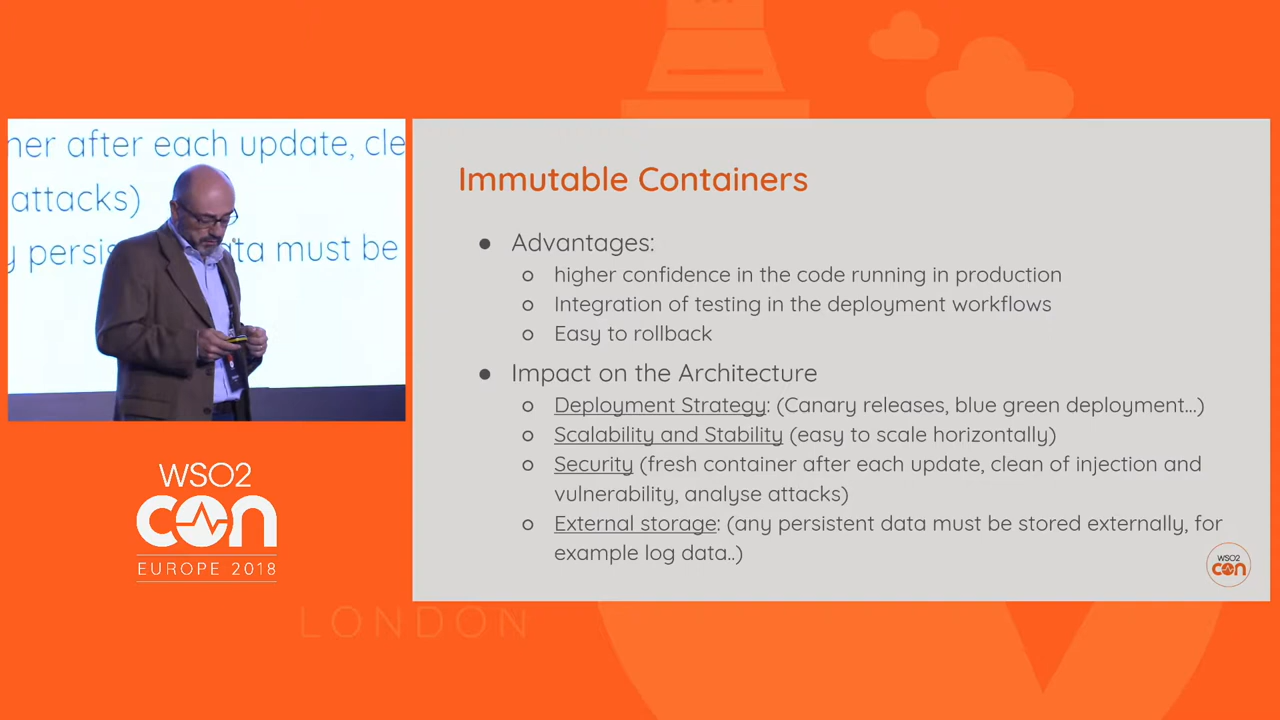 ner after each update, cle
attacks)
persis ta must be
WSO2
CON
EUROPE 2018
LONDON
Immutable Containers
● Advantages:
○ higher confidence in the code running in production
○ Integration of testing in the deployment workflows
○ Easy to rollback
● Impact on the Architecture
○ Deployment Strategy: (Canary releases, blue green deployment...)
○ Scalability and Stability (easy to scale horizontally)
○ Security (fresh container after each update, clean of injection and
vulnerability, analyse attacks)
○ External storage: (any persistent data must be stored externally, for
example log data..)
WSO2
CON